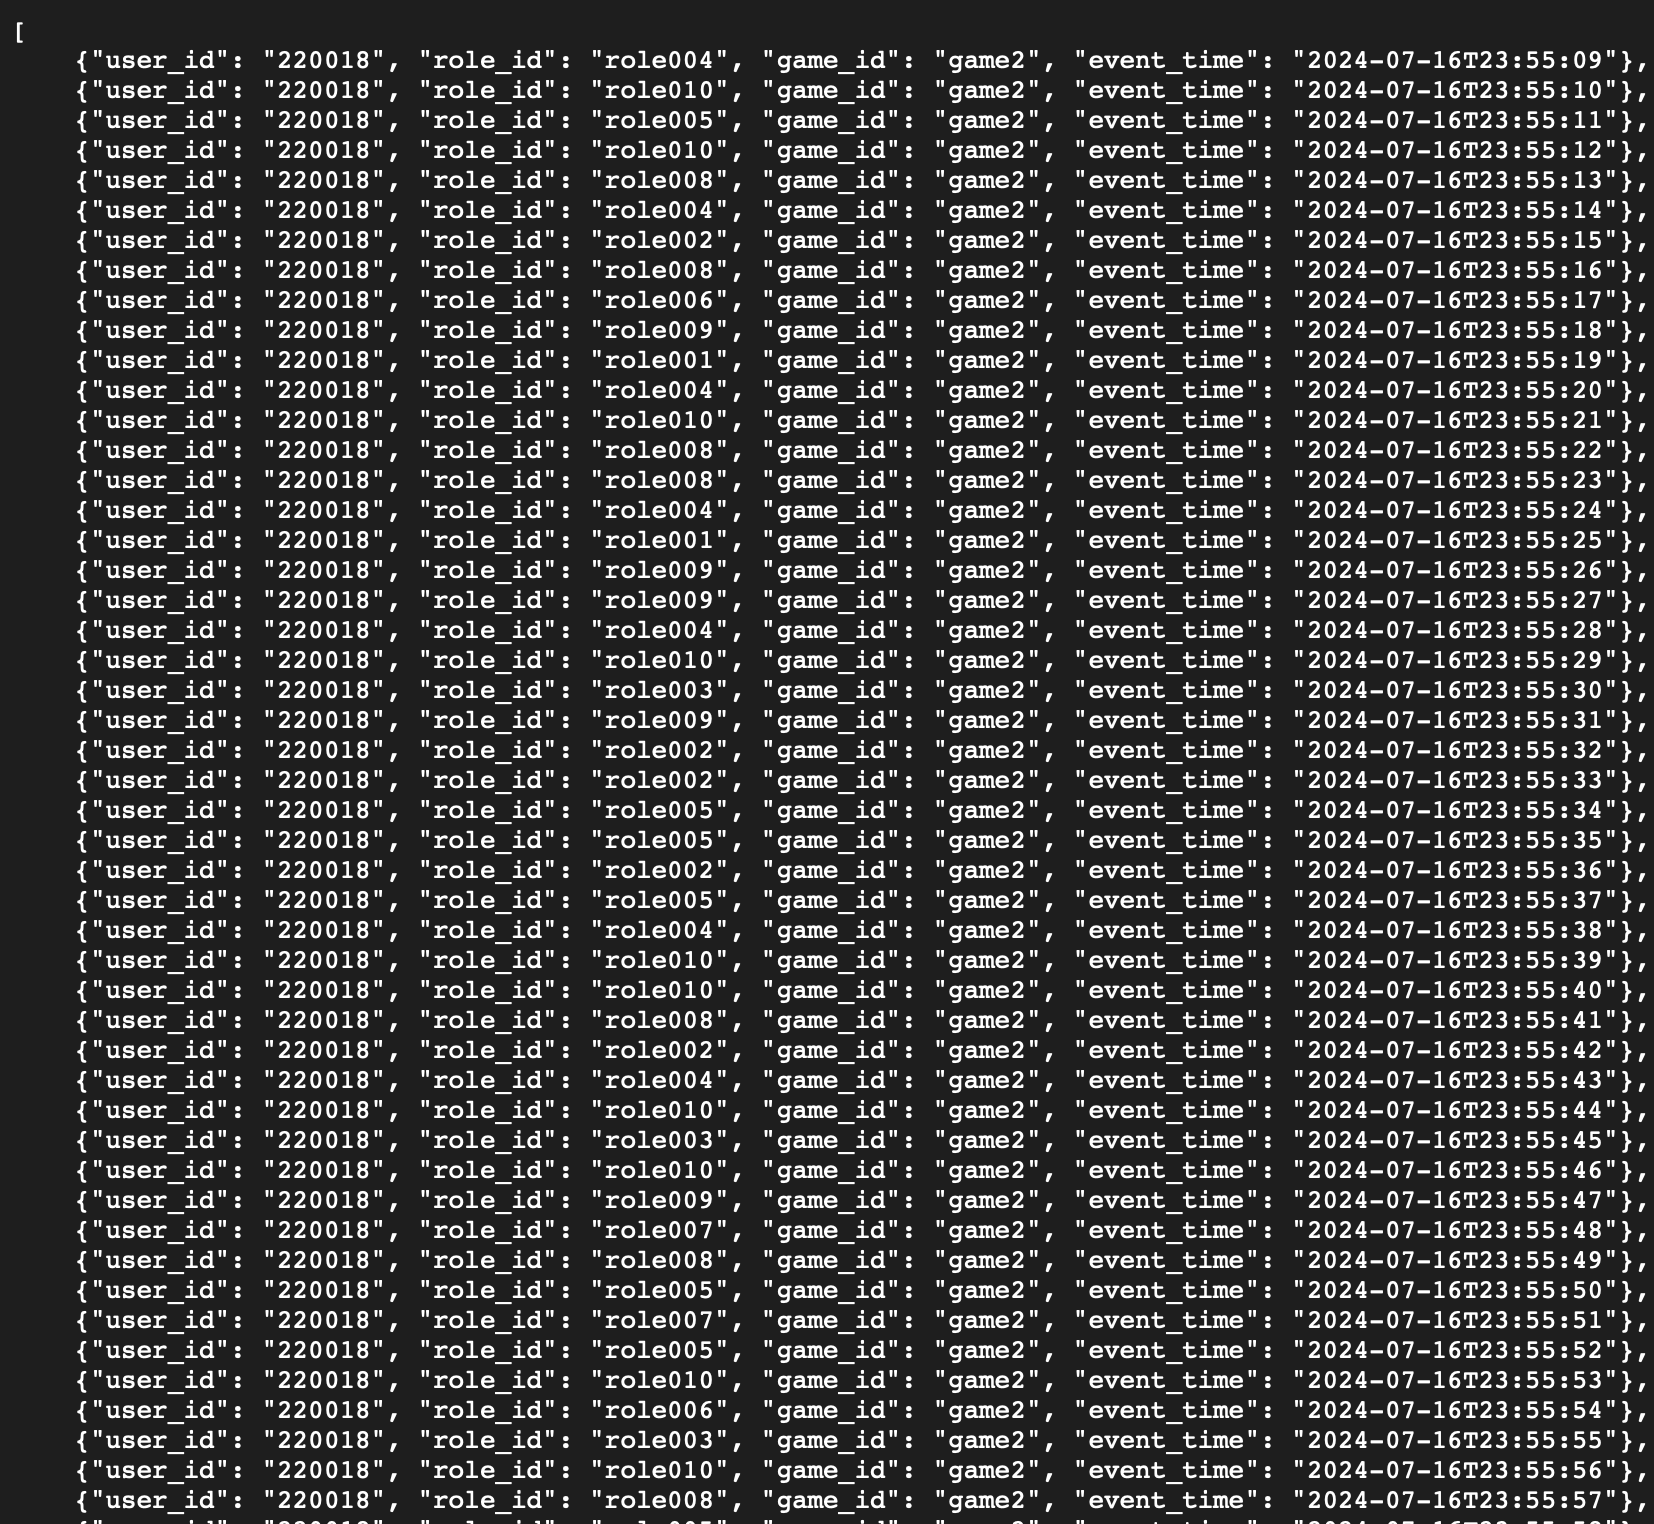 [
{"user_id": "220018", "role_id": "role004", "game_id": "game2", "event_time": "2024-07-16T23:55:09"},
{"user_id": "220018", "role_id": "role010", "game_id": "game2", "event_time": "2024-07-16T23:55:10"},
{"user_id": "220018", "role_id": "role005", "game_id": "game2", "event_time": "2024-07-16T23:55:11"},
{"user_id": "220018", "role_id": "role010", "game_id": "game2", "event_time": "2024-07-16T23:55:12"},
{"user_id": "220018", "role_id": "role008", "game_id": "game2", "event_time": "2024-07-16T23:55:13"},
{"user_id": "220018", "role_id": "role004", "game_id": "game2", "event_time": "2024-07-16T23:55:14"},
{"user_id": "220018", "role_id": "role002", "game_id": "game2", "event_time": "2024-07-16T23:55:15"},
{"user_id": "220018", "role_id": "role008", "game_id": "game2", "event_time": "2024-07-16T23:55:16"},
{"user_id": "220018", "role_id": "role006", "game_id": "game2", "event_time": "2024-07-16T23:55:17"},
{"user_id": "220018", "role_id": "role009", "game_id": "game2", "event_time": "2024-07-16T23:55:18"},
{"user_id": "220018", "role_id": "role001", "game_id": "game2", "event_time": "2024-07-16T23:55:19"},
{"user_id": "220018", "role_id": "role004", "game_id": "game2", "event_time": "2024-07-16T23:55:20"},
{"user_id": "220018", "role_id": "role010", "game_id": "game2", "event_time": "2024-07-16T23:55:21"},
{"user_id": "220018", "role_id": "role008", "game_id": "game2", "event_time": "2024-07-16T23:55:22"},
{"user_id": "220018", "role_id": "role008", "game_id": "game2", "event_time": "2024-07-16T23:55:23"},
{"user_id": "220018", "role_id": "role004", "game_id": "game2", "event_time": "2024-07-16T23:55:24"},
{"user_id": "220018", "role_id": "role001", "game_id": "game2", "event_time": "2024-07-16T23:55:25"},
{"user_id": "220018", "role_id": "role009", "game_id": "game2", "event_time": "2024-07-16T23:55:26"},
{"user_id": "220018", "role_id": "role009", "game_id": "game2", "event_time": "2024-07-16T23:55:27"},
{"user_id": "220018", "role_id": "role004", "game_id": "game2", "event_time": "2024-07-16T23:55:28"},
{"user_id": "220018", "role_id": "role010", "game_id": "game2", "event_time": "2024-07-16T23:55:29"},
{"user_id": "220018", "role_id": "role003", "game_id": "game2", "event_time": "2024-07-16T23:55:30"},
{"user_id": "220018", "role_id": "role009", "game_id": "game2", "event_time": "2024-07-16T23:55:31"},
{"user_id": "220018", "role_id": "role002", "game_id": "game2", "event_time": "2024-07-16T23:55:32"},
{"user_id": "220018", "role_id": "role002", "game_id": "game2", "event_time": "2024-07-16T23:55:33"},
{"user_id": "220018", "role_id": "role005", "game_id": "game2", "event_time": "2024-07-16T23:55:34"},
{"user_id": "220018", "role_id": "role005", "game_id": "game2", "event_time": "2024-07-16T23:55:35"},
{"user_id": "220018", "role_id": "role002", "game_id": "game2", "event_time": "2024-07-16T23:55:36"},
{"user_id": "220018", "role_id": "role005", "game_id": "game2", "event_time": "2024-07-16T23:55:37"},
{"user_id": "220018", "role_id": "role004", "game_id": "game2", "event_time": "2024-07-16T23:55:38"},
{"user_id": "220018", "role_id": "role010", "game_id": "game2", "event_time": "2024-07-16T23:55:39"},
{"user_id": "220018", "role_id": "role010", "game_id": "game2", "event_time": "2024-07-16T23:55:40"},
{"user_id": "220018", "role_id": "role008", "game_id": "game2", "event_time": "2024-07-16T23:55:41"},
{"user_id": "220018", "role_id": "role002", "game_id": "game2", "event_time": "2024-07-16T23:55:42"},
{"user_id": "220018", "role_id": "role004", "game_id": "game2", "event_time": "2024-07-16T23:55:43"},
{"user_id": "220018", "role_id": "role010", "game_id": "game2", "event_time": "2024-07-16T23:55:44"},
{"user_id": "220018", "role_id": "role003", "game_id": "game2", "event_time": "2024-07-16T23:55:45"},
{"user_id": "220018", "role_id": "role010", "game_id": "game2", "event_time": "2024-07-16T23:55:46"},
{"user_id": "220018", "role_id": "role009", "game_id": "game2", "event_time": "2024-07-16T23:55:47"},
{"user_id": "220018", "role_id": "role007", "game_id": "game2", "event_time": "2024-07-16T23:55:48"},
{"user_id": "220018", "role_id": "role008", "game_id": "game2", "event_time": "2024-07-16T23:55:49"},
{"user_id": "220018", "role_id": "role005", "game_id": "game2", "event_time": "2024-07-16T23:55:50"},
{"user_id": "220018", "role_id": "role007", "game_id": "game2", "event_time": "2024-07-16T23:55:51"},
{"user_id": "220018", "role_id": "role005", "game_id": "game2", "event_time": "2024-07-16T23:55:52"},
{"user_id": "220018", "role_id": "role010", "game_id": "game2", "event_time": "2024-07-16T23:55:53"},
{"user_id": "220018", "role_id": "role006", "game_id": "game2", "event_time": "2024-07-16T23:55:54"},
{"user_id": "220018", "role_id": "role003", "game_id": "game2", "event_time": "2024-07-16T23:55:55"},
{"user_id": "220018", "role_id": "role010", "game_id": "game2", "event_time": "2024-07-16T23:55:56"},
{"user_id": "220018", "role_id": "role008", "game_id": "game2", "event_time": "2024-07-16T23:55:57"},